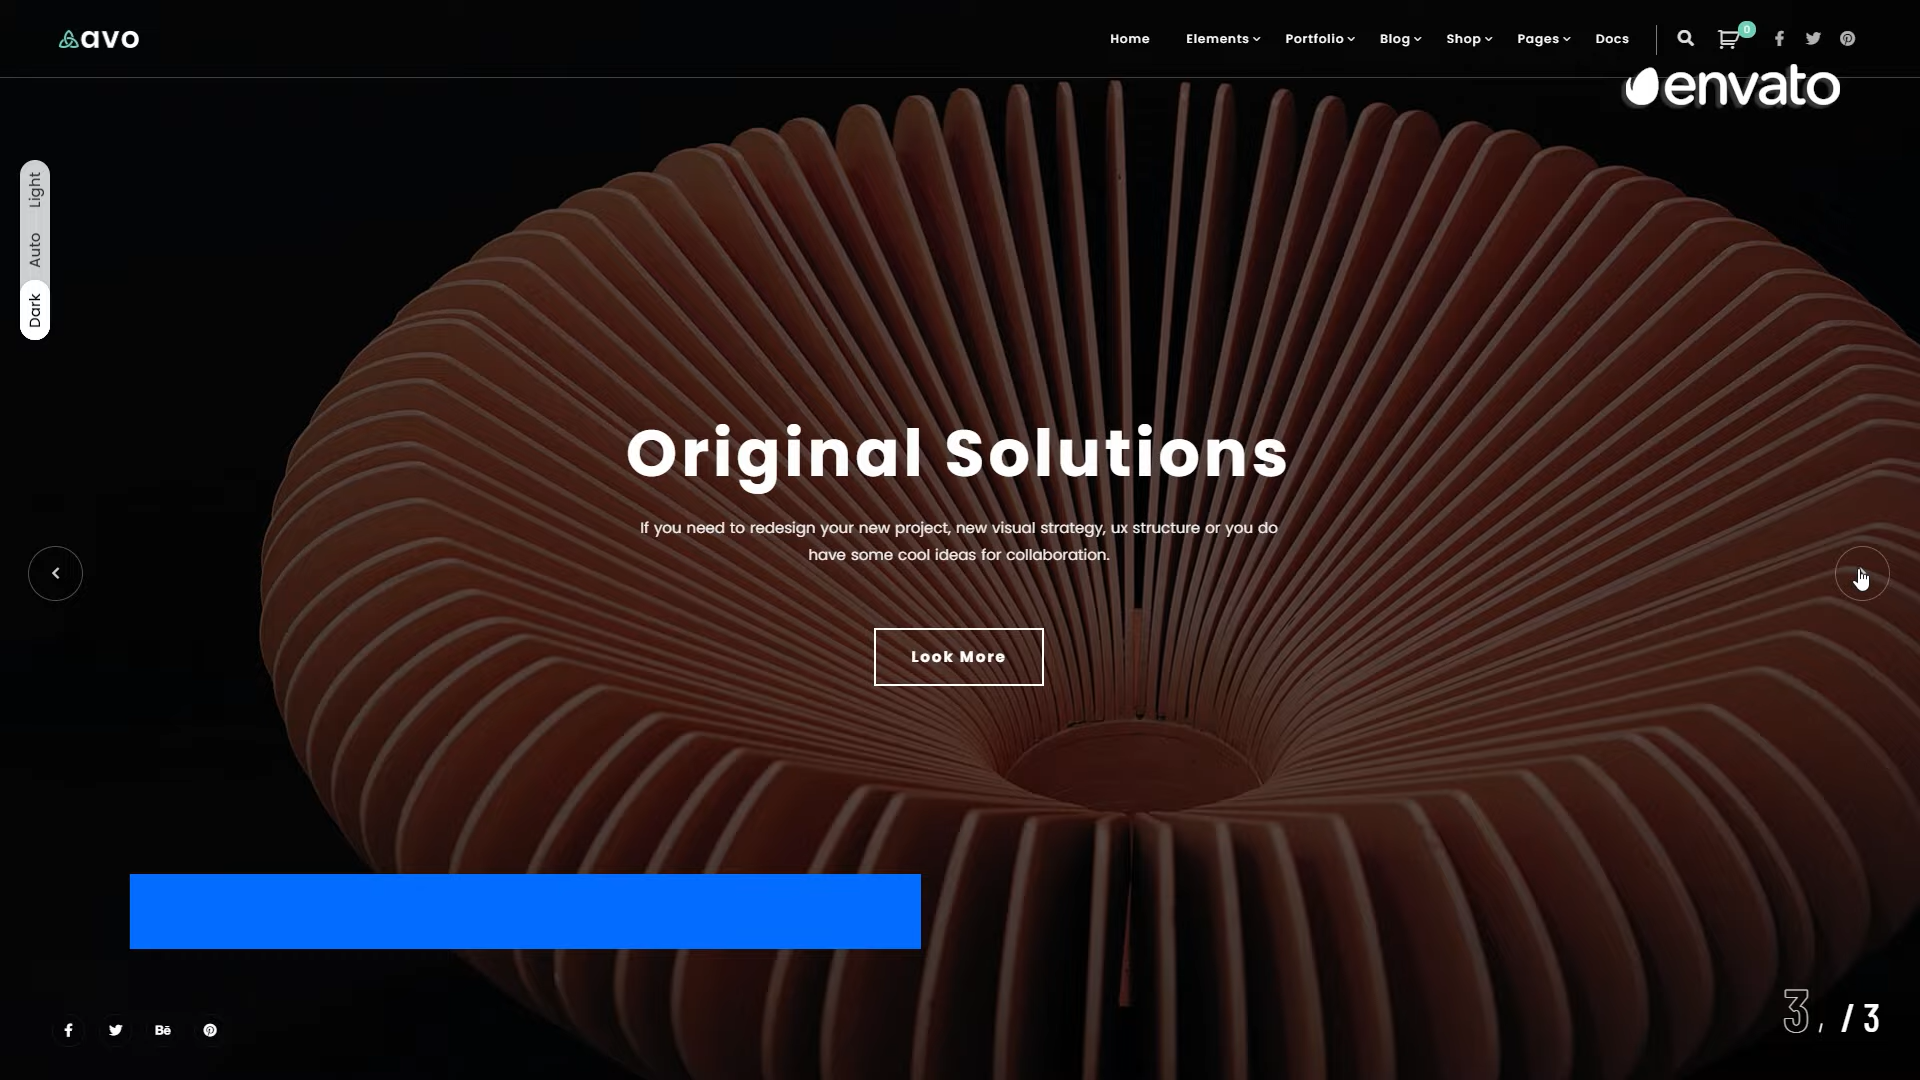 avo
Home Elements Portfolio Blog Shop Pages Docs
0
envato
Light
Auto
Dark
Original Solutions
If you need to redesign your new project, new visual strategy, ux structure or you do
have some cool ideas for collaboration.
Look More
Bē
3 / 3